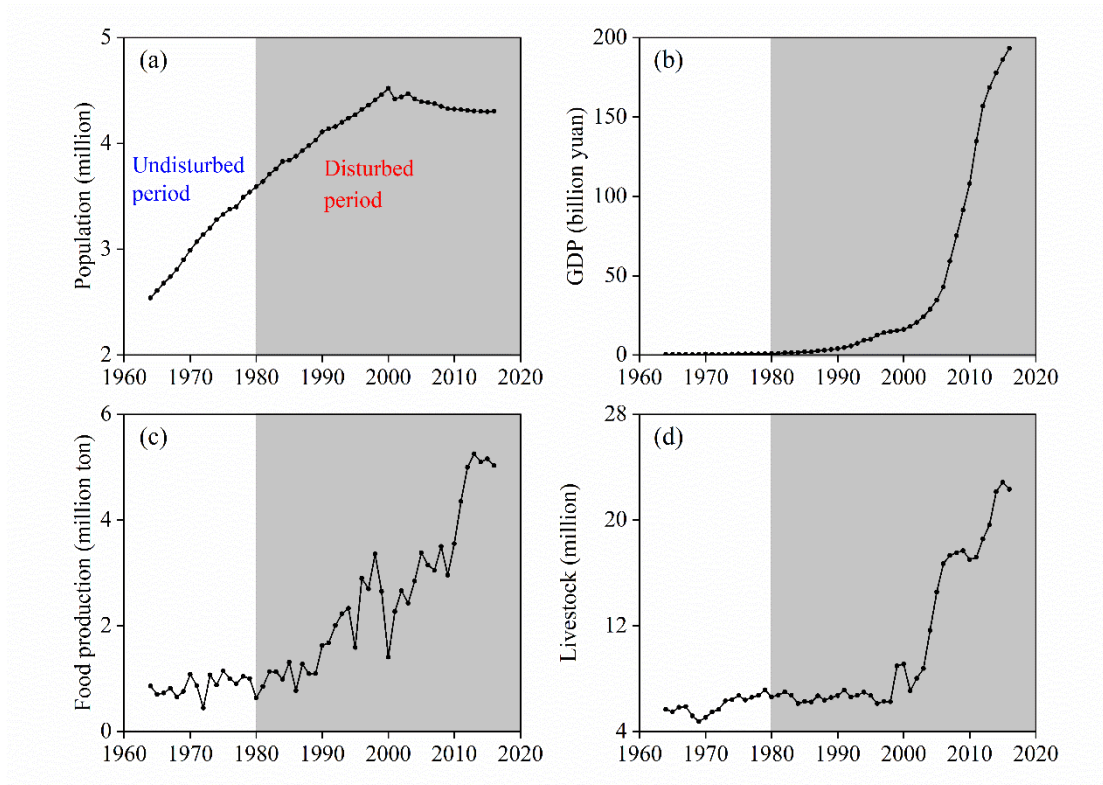 (a)
Population (million)
5
4
3
2
Undisturbed
period
Disturbed
period
1960 1970 1980 1990 2000 2010 2020
(b)
GDP (billion yuan)
200
150
100
50
0
1960 1970 1980 1990 2000 2010 2020
(c)
Food production (million ton)
6
4
2
0
1960 1970 1980 1990 2000 2010 2020
(d)
Livestock (million)
28
20
12
4
1960 1970 1980 1990 2000 2010 2020